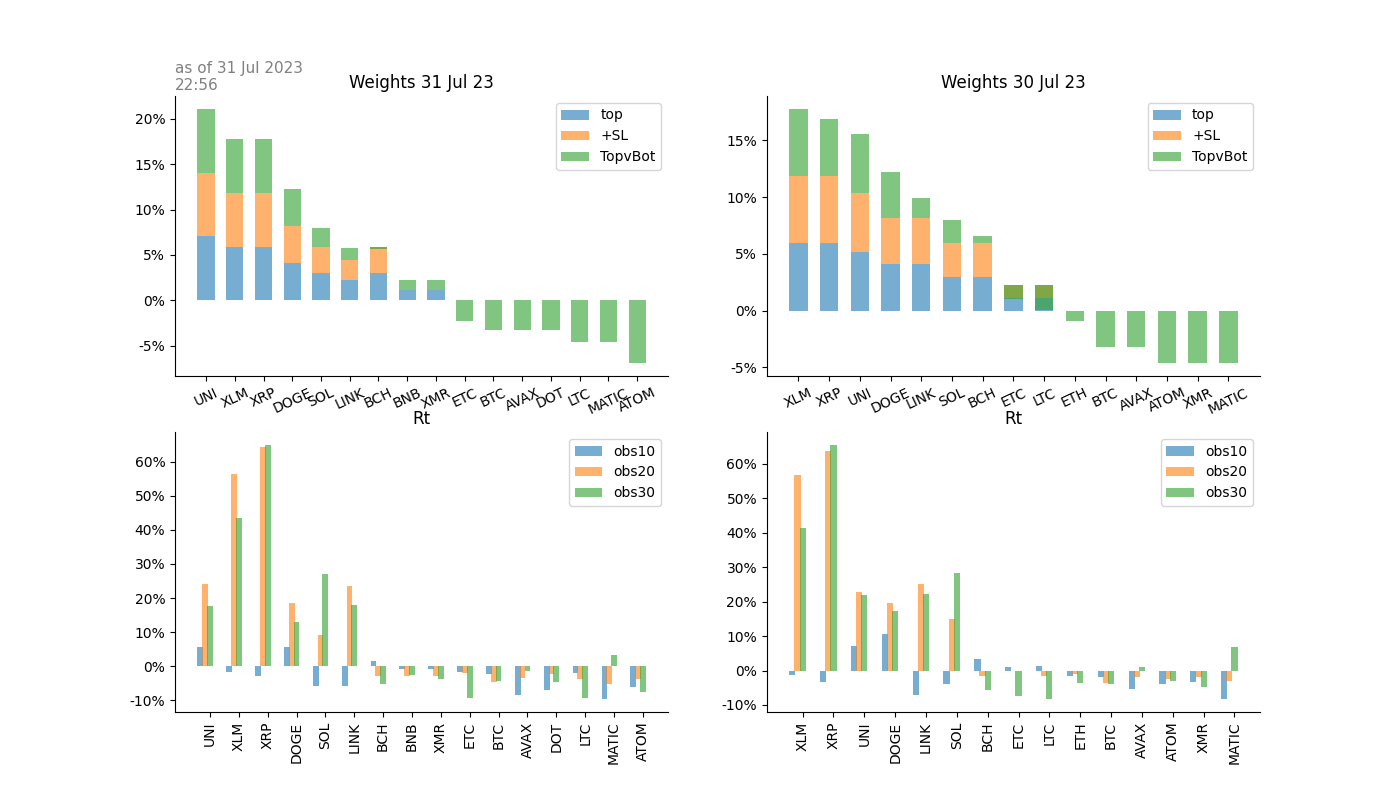 as of 31 Jul 2023
22:56
Weights 31 Jul 23
20%
15%
10%
5%
0%
-5%
top
+SL
TopvBot
UNI XLM XRP DOGE SOL LINK BCH BNB XMR ETC BTC AVAX DOT LTC MATIC ATOM
Weights 30 Jul 23
15%
10%
5%
0%
-5%
top
+SL
TopvBot
XLM XRP UNI DOGE LINK SOL BCH ETC LTC ETH BTC AVAX ATOM XMR MATIC
Rt
60%
50%
40%
30%
20%
10%
0%
-10%
obs10
obs20
obs30
UNI XLM XRP DOGE SOL LINK BCH BNB XMR ETC BTC AVAX DOT LTC MATIC ATOM
Rt
60%
50%
40%
30%
20%
10%
0%
-10%
obs10
obs20
obs30
XLM XRP UNI DOGE LINK SOL BCH ETC LTC ETH BTC AVAX ATOM XMR MATIC